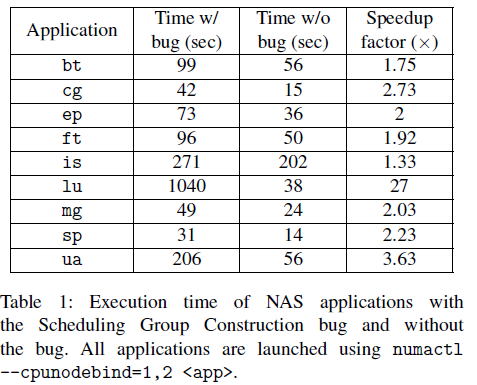 Application Time w/ bug (sec) Time w/o bug (sec) Speedup factor (×)
bt 99 56 1.75
cg 42 15 2.73
ep 73 36 2
ft 96 50 1.92
is 271 202 1.33
lu 1040 38 27
mg 49 24 2.03
sp 31 14 2.23
ua 206 56 3.63
Table 1: Execution time of NAS applications with
the Scheduling Group Construction bug and without
the bug. All applications are launched using numactl
--cpunodebind=1,2 <app>.